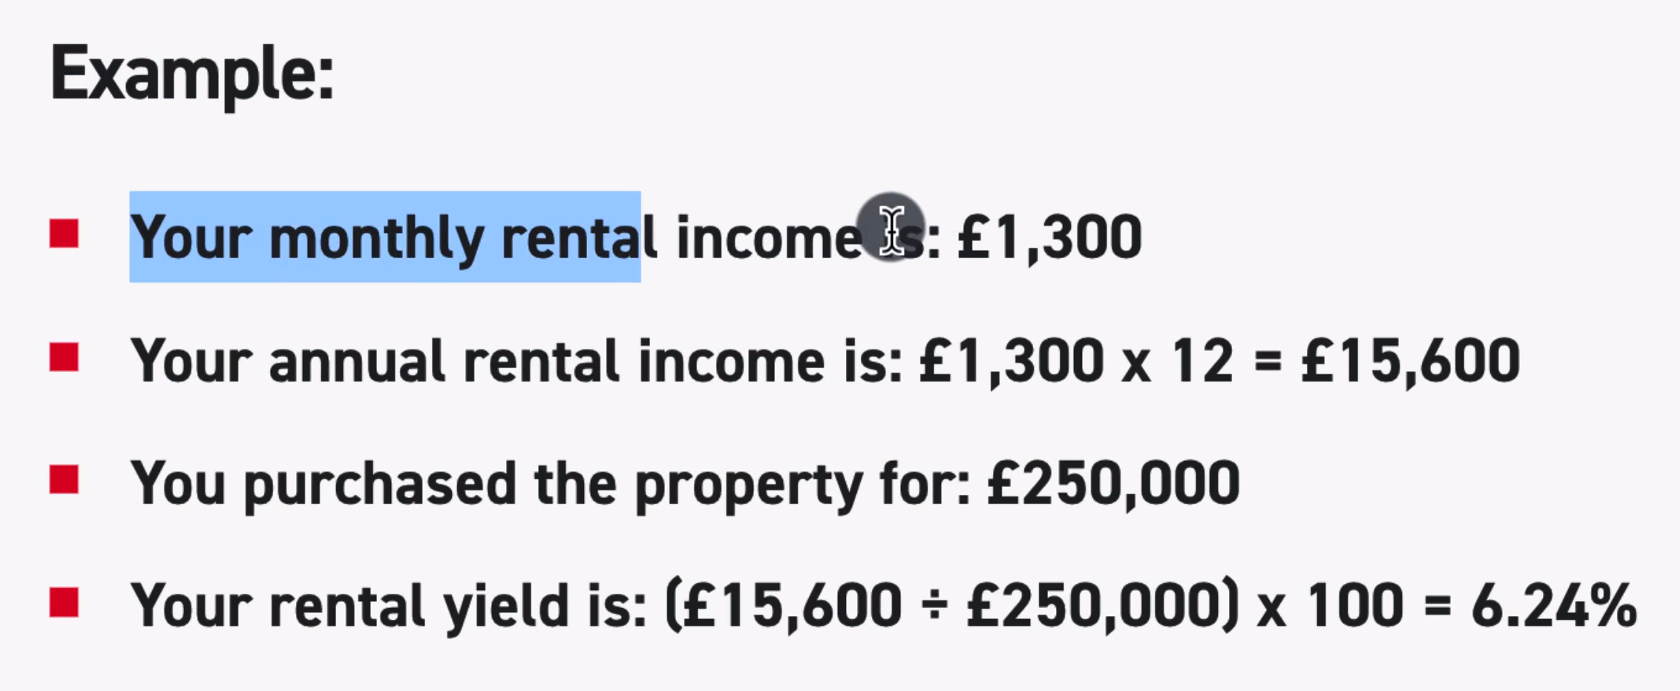 Example:
Your monthly rental income is: £1,300
Your annual rental income is: £1,300 x 12 = £15,600
You purchased the property for: £250,000
Your rental yield is: (£15,600 ÷ £250,000) x 100 = 6.24%